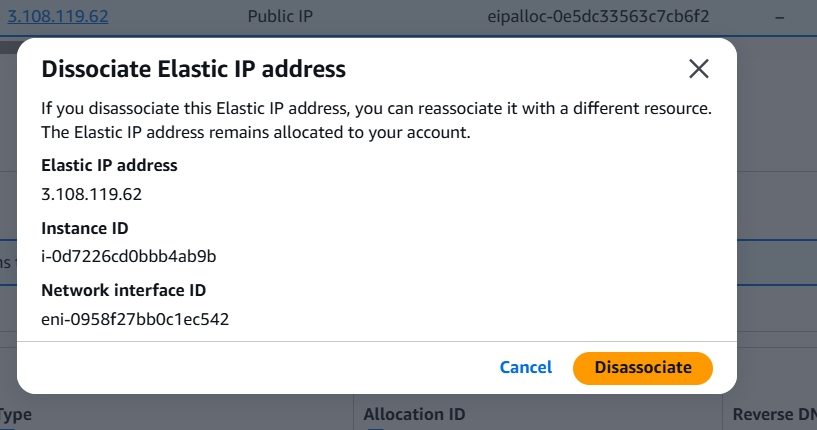 3.108.119.62 Public IP eipalloc-0e5dc33563c7cb6f2 –
Dissociate Elastic IP address
If you disassociate this Elastic IP address, you can reassociate it with a different resource.
The Elastic IP address remains allocated to your account.
Elastic IP address
3.108.119.62
Instance ID
i-0d7226cd0bbb4ab9b
Network interface ID
eni-0958f27bb0c1ec542
Cancel Disassociate
Type Allocation ID Reverse DN